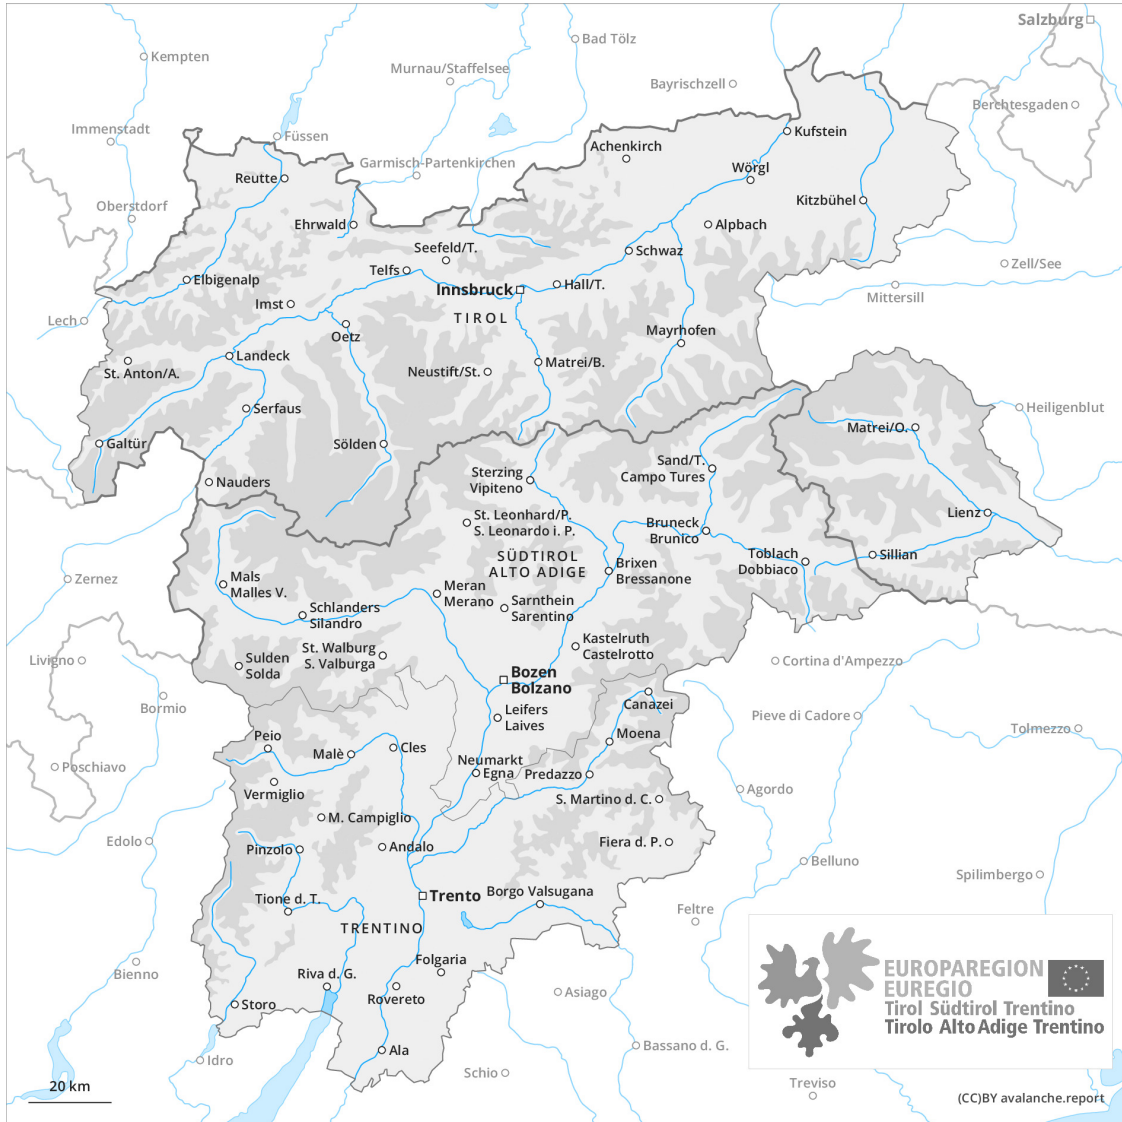 Salzburg
Bad Tölz
Kempten
Murnau/Staffelsee
Bayrischzell
Berchtesgaden
Immenstadt
Füssen
Kufstein
Achenkirch
Garmisch-Partenkirchen
Wörgl
Reutte
Kitzbühel
Oberstdorf
Ehrwald
Alpbach
Seefeld/T.
Schwaz
Telfs
Zell/See
Elbigenalp
Innsbruck
Hall/T.
Mittersill
Imst
TIROL
Lech
Oetz
Mayrhofen
Landeck
Matrei/B.
St. Anton/A.
Neustift/St.
Serfaus
Heiligenblut
Galtür
Sölden
Matrei/O.
Sand/T.
Campo Tures
Sterzing
Vipiteno
Nauders
St. Leonhard/P.
S. Leonardo i. P.
Bruneck
Brunico
Lienz
SÜDTIROL
ALTO ADIGE
Toblach
Dobbiaco
Sillian
Brixen
Bressanone
Zernez
Mals
Malles V.
Meran
Merano
Schlanders
Silandro
Sarnthein
Sarentino
Kastelruth
Castelrotto
St. Walburg
S. Valburga
Livigno
Sulden
Solda
Cortina d'Ampezzo
Bozen
Bolzano
Bormio
Canazei
Leifers
Laives
Pieve di Cadore
Tolmezzo
Peio
Malè
Cles
Moena
Neumarkt
Egna
Predazzo
Poschiavo
Vermiglio
Agordo
S. Martino d. C.
M. Campiglio
Edolo
Pinzolo
Andalo
Fiera d. P.
Belluno
Spilimbergo
Tione d. T.
Trento
Borgo Valsugana
Feltre
TRENTINO
Bienno
Riva d. G.
Folgaria
Rovereto
Asiago
Storo
EUROPAREGION
EUREGIO
Tirol Südtirol Trentino
Tirolo Alto Adige Trentino
Idro
Ala
Bassano d. G.
Schio
Treviso
20 km
(CC)BY avalanche.report